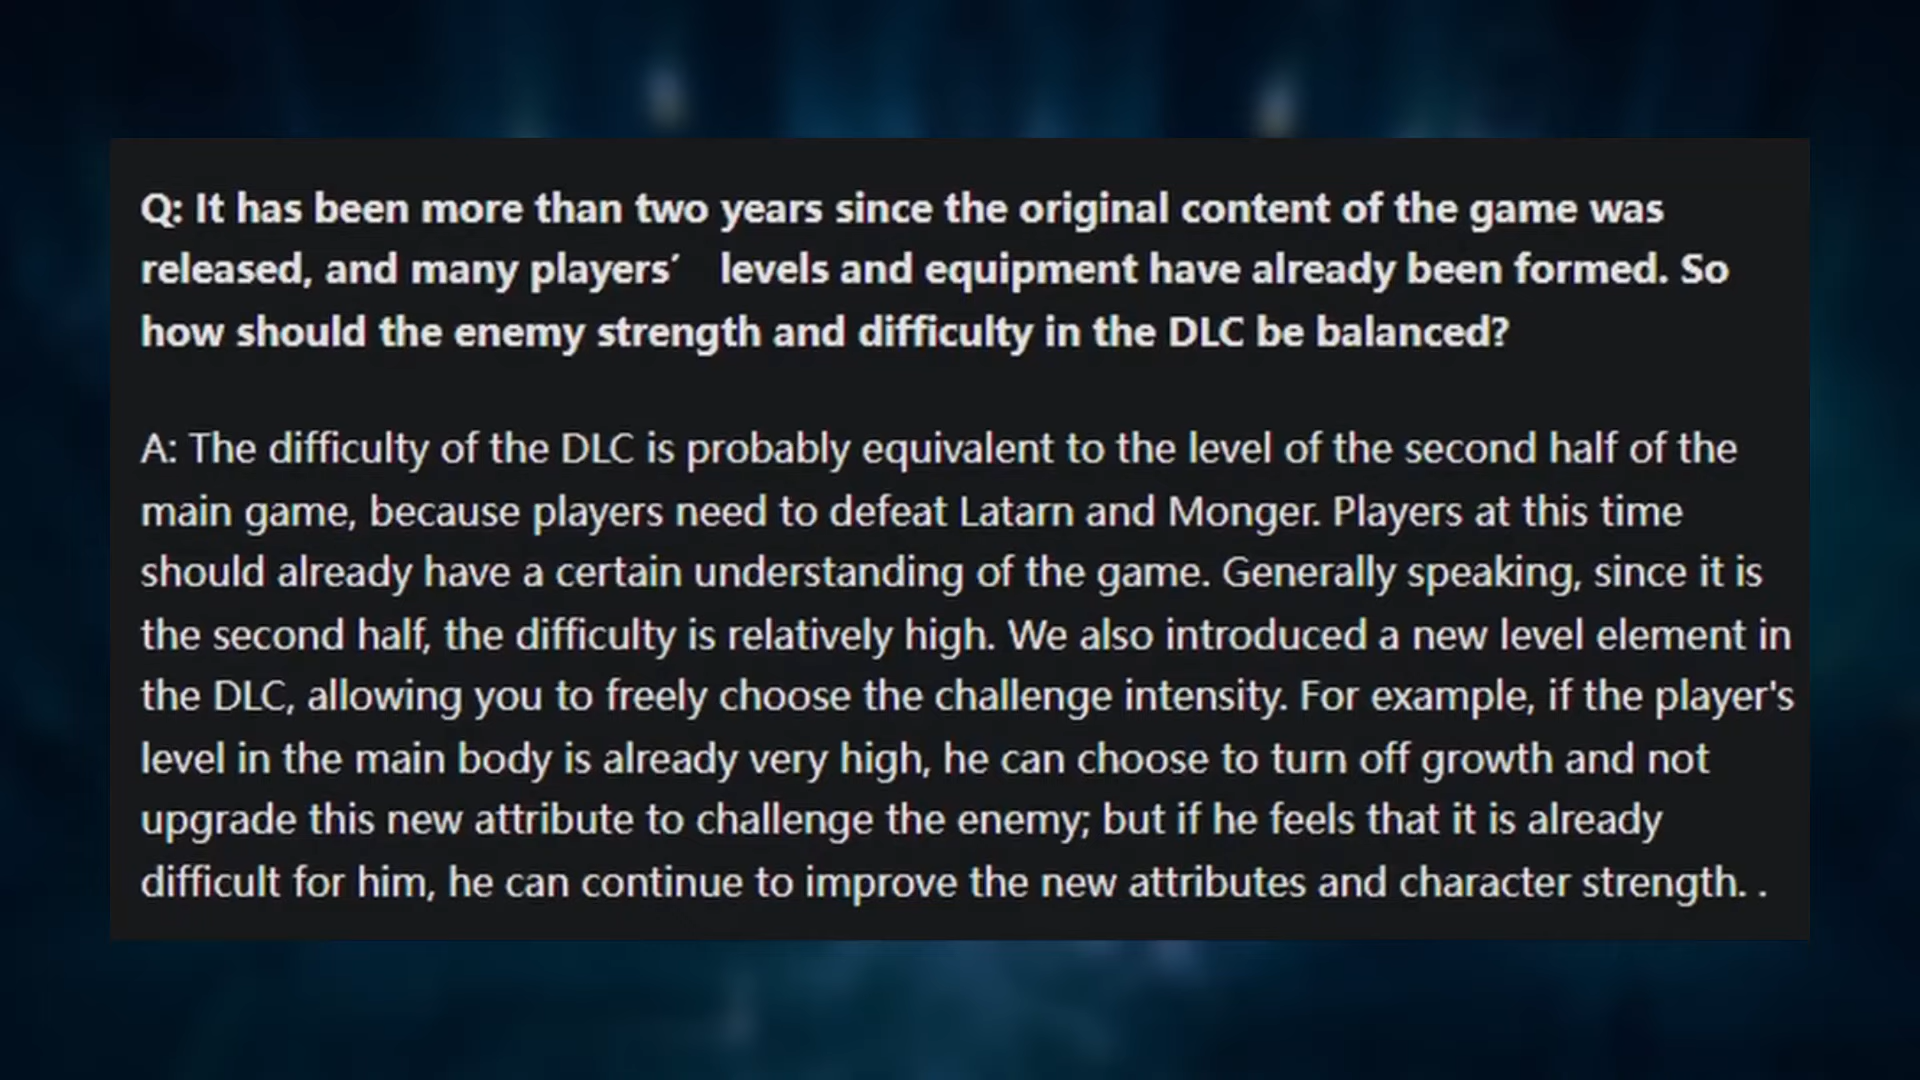 Q: It has been more than two years since the original content of the game was
released, and many players´ levels and equipment have already been formed. So
how should the enemy strength and difficulty in the DLC be balanced?
A: The difficulty of the DLC is probably equivalent to the level of the second half of the
main game, because players need to defeat Latarn and Monger. Players at this time
should already have a certain understanding of the game. Generally speaking, since it is
the second half, the difficulty is relatively high. We also introduced a new level element in
the DLC, allowing you to freely choose the challenge intensity. For example, if the player's
level in the main body is already very high, he can choose to turn off growth and not
upgrade this new attribute to challenge the enemy; but if he feels that it is already
difficult for him, he can continue to improve the new attributes and character strength. .